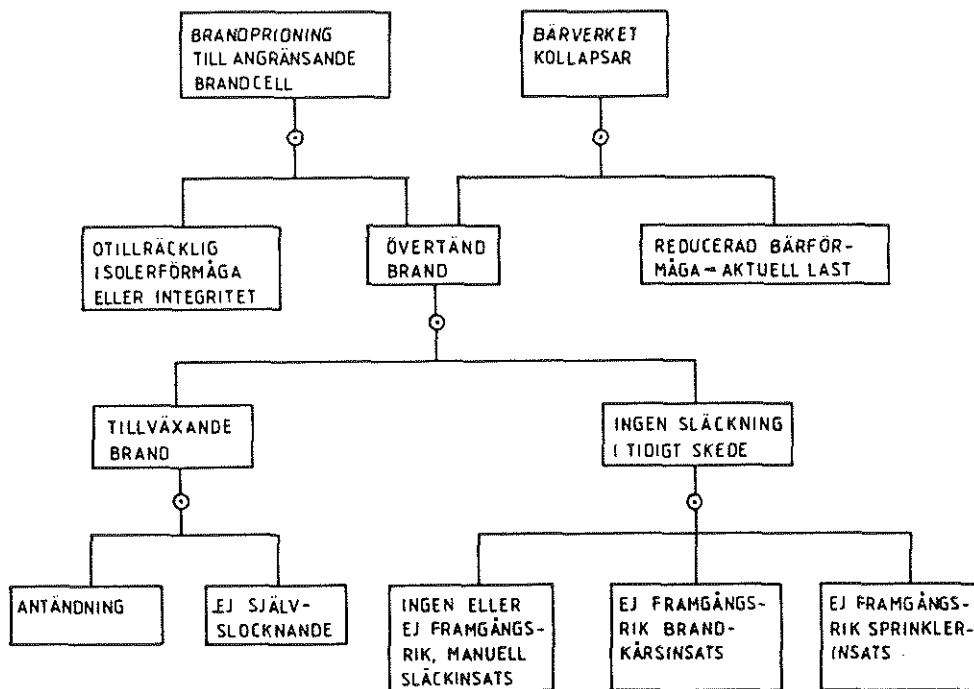 BRANDPRIDNING
TILL ANGRÄNSANDE
BRANDCELL
BÄRVERKET
KOLLAPSAR
OTILLRÄCKLIG
ISOLERFÖRMÅGA
ELLER INTEGRITET
ÖVERTÄND
BRAND
REDUCERAD BÄRFÖR-
MÅGA - AKTUELL LAST
TILLVÄXANDE
BRAND
INGEN SLÄCKNING
I TIDIGT SKEDE
ANTÄNDNING
EJ SJÄLV-
SLOCKNANDE
INGEN ELLER
EJ FRAMGÅNGS-
RIK, MANUELL
SLÄCKINSATS
EJ FRAMGÅNGS-
RIK BRAND-
KÅRSINSATS
EJ FRAMGÅNGS-
RIK SPRINKLER-
INSATS